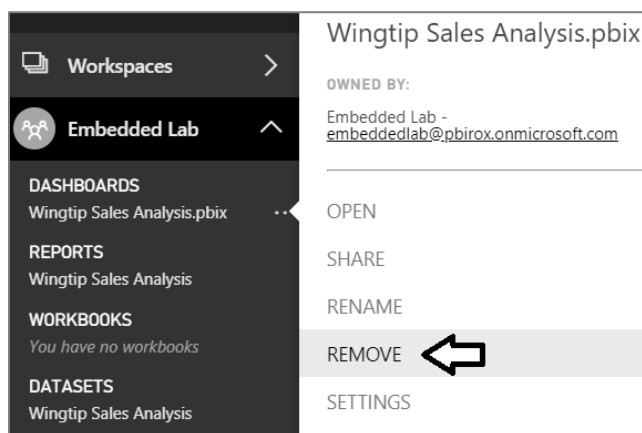 Workspaces
Embedded Lab
DASHBOARDS
Wingtip Sales Analysis.pbix
REPORTS
Wingtip Sales Analysis
WORKBOOKS
You have no workbooks
DATASETS
Wingtip Sales Analysis
Wingtip Sales Analysis.pbix
OWNED BY:
Embedded Lab -
embeddedlab@pbirox.onmicrosoft.com
OPEN
SHARE
RENAME
REMOVE
SETTINGS